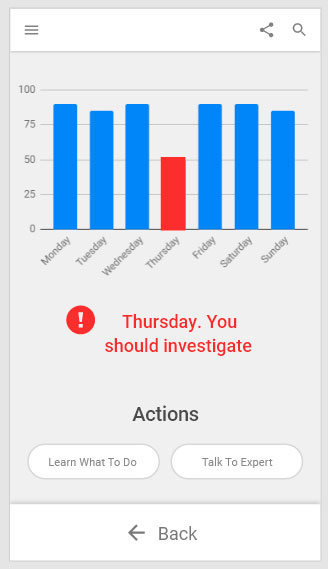 100
75
50
25
0
Monday
Tuesday
Wednesday
Thursday
Friday
Saturday
Sunday
Thursday. You
should investigate
Actions
Learn What To Do
Talk To Expert
Back